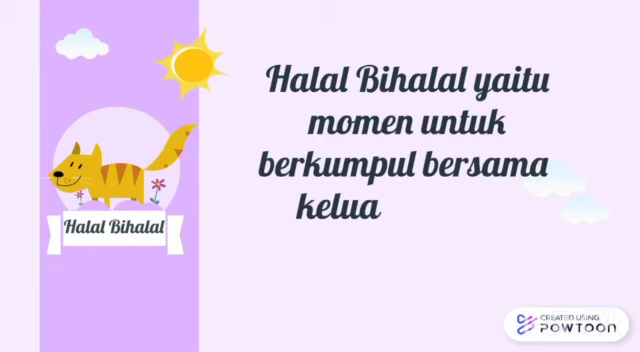 Halal Bihalal yaitu
momen untuk
berkumpul bersama
kelua
Halal Bihalal
CREATED USING
POWTOON